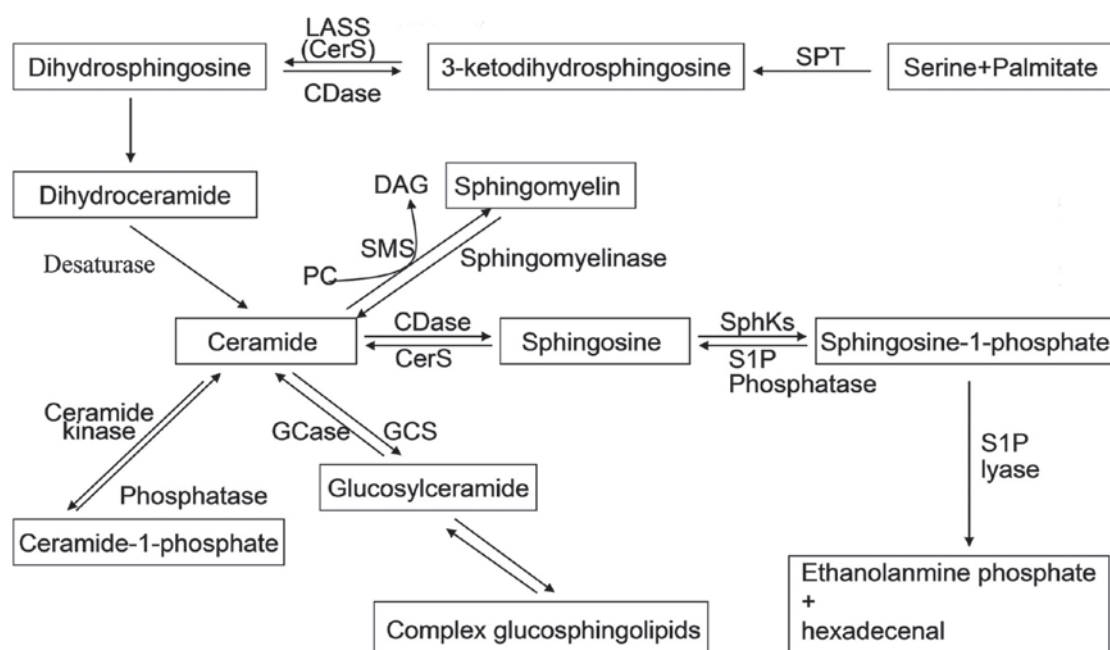 LASS
(CerS)
Dihydrosphingosine
3-ketodihydrosphingosine
SPT
Serine+Palmitate
CDase
Dihydroceramide
DAG
Sphingomyelin
Desaturase
SMS
Sphingomyelinase
PC
Ceramide
CDase
CerS
Sphingosine
SphKs
S1P
Phosphatase
Sphingosine-1-phosphate
Ceramide
kinase
GCase
GCS
S1P
lyase
Phosphatase
Glucosylceramide
Ceramide-1-phosphate
Ethanolanmine phosphate
+
hexadecenal
Complex glucosphingolipids